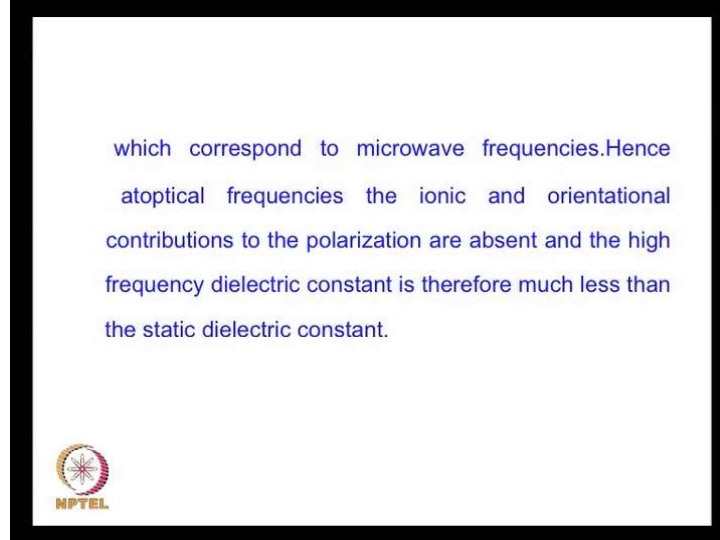 which correspond to microwave frequencies.Hence
atoptical frequencies the ionic and orientational
contributions to the polarization are absent and the high
frequency dielectric constant is therefore much less than
the static dielectric constant.
NPTEL